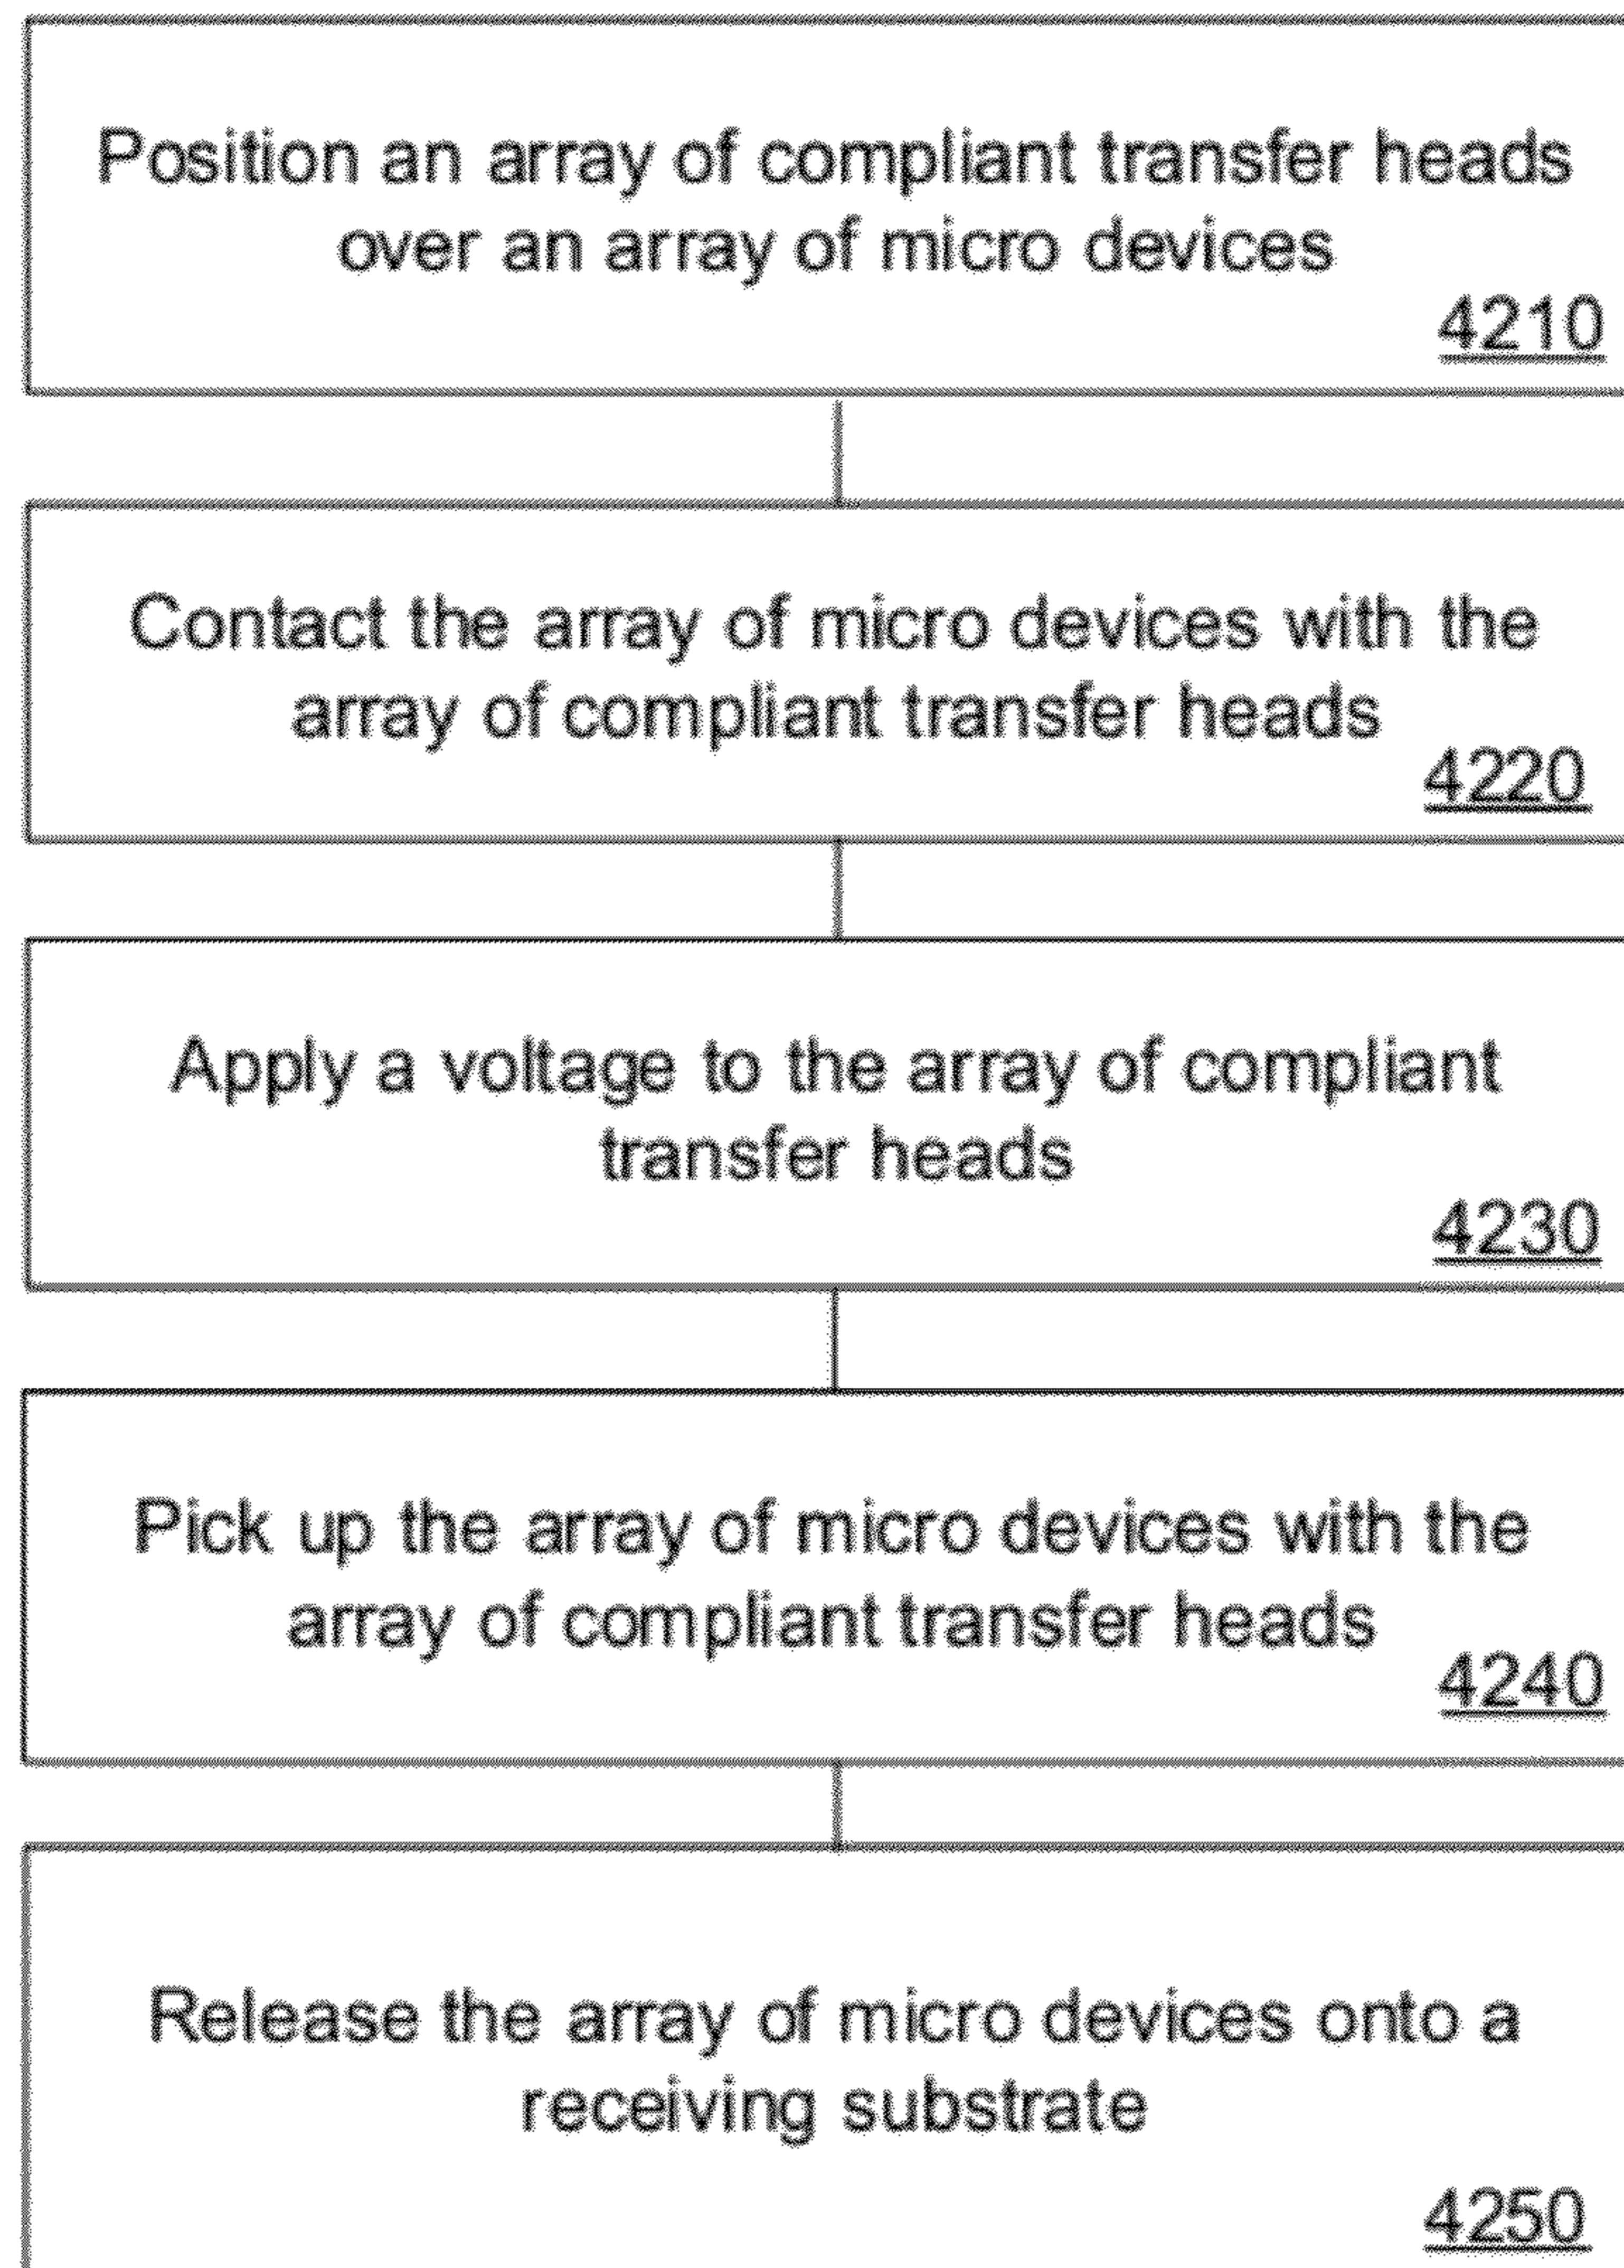 Position an array of compliant transfer heads
over an array of micro devices
4210
Contact the array of micro devices with the
array of compliant transfer heads
4220
Apply a voltage to the array of compliant
transfer heads
4230
Pick up the array of micro devices with the
array of compliant transfer heads
4240
Release the array of micro devices onto a
receiving substrate
4250